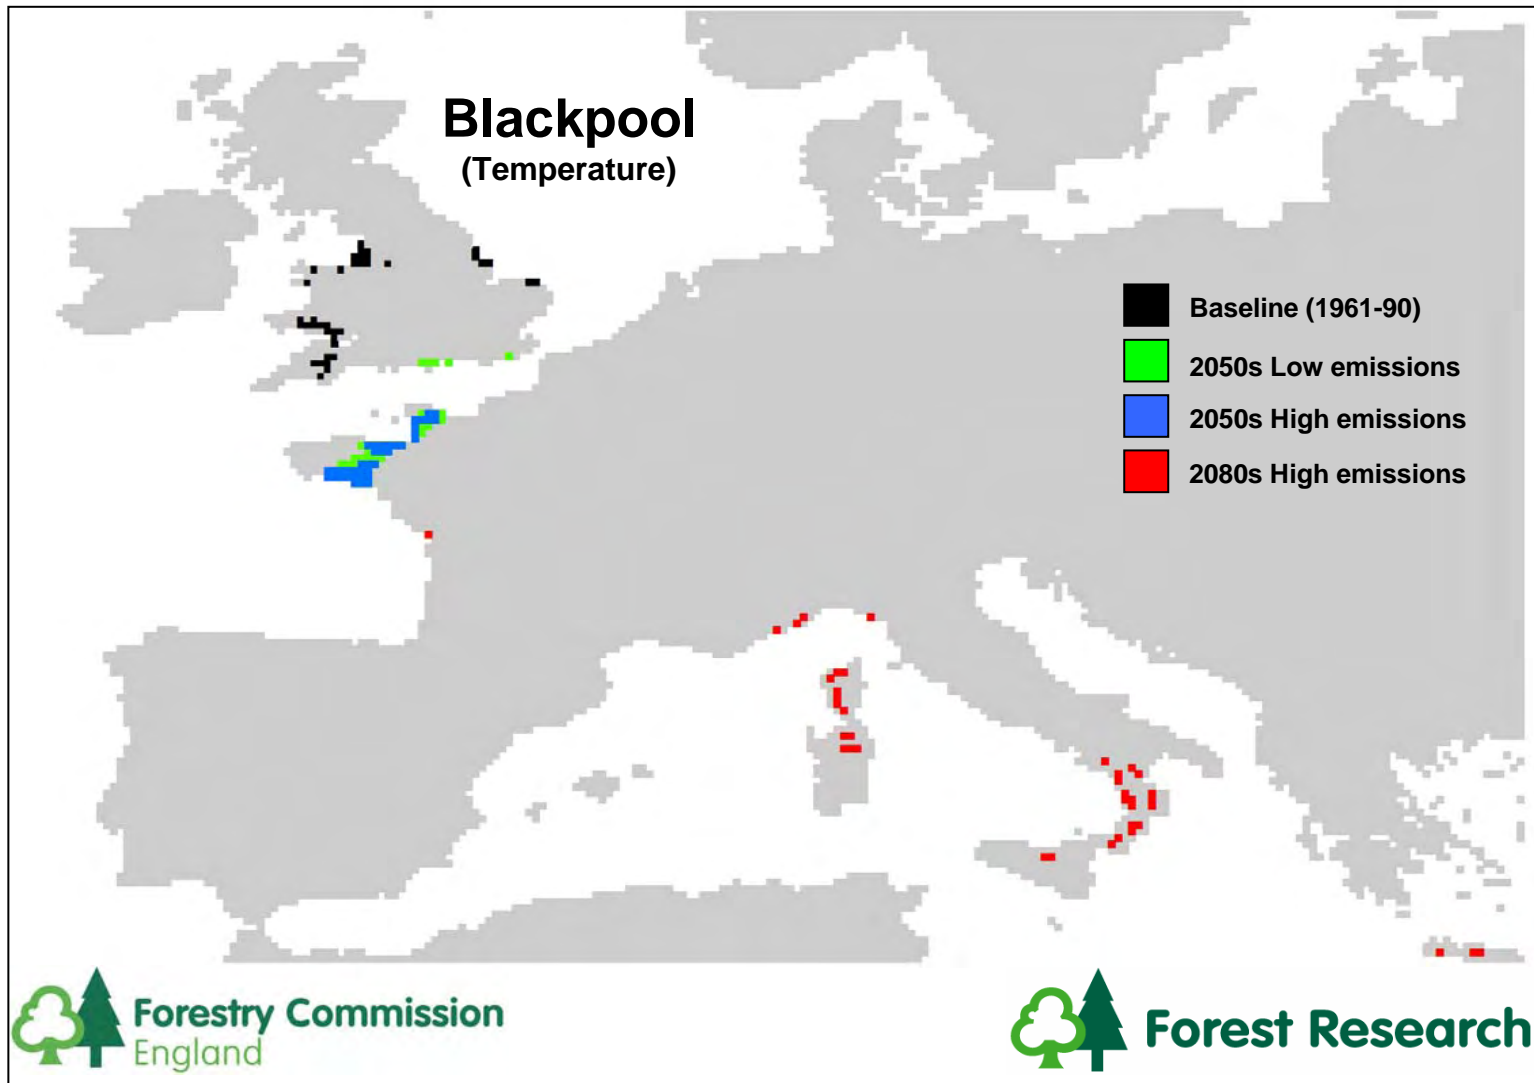 Blackpool
(Temperature)
Baseline (1961-90)
2050s Low emissions
2050s High emissions
2080s High emissions
Forestry Commission
England
Forest Research